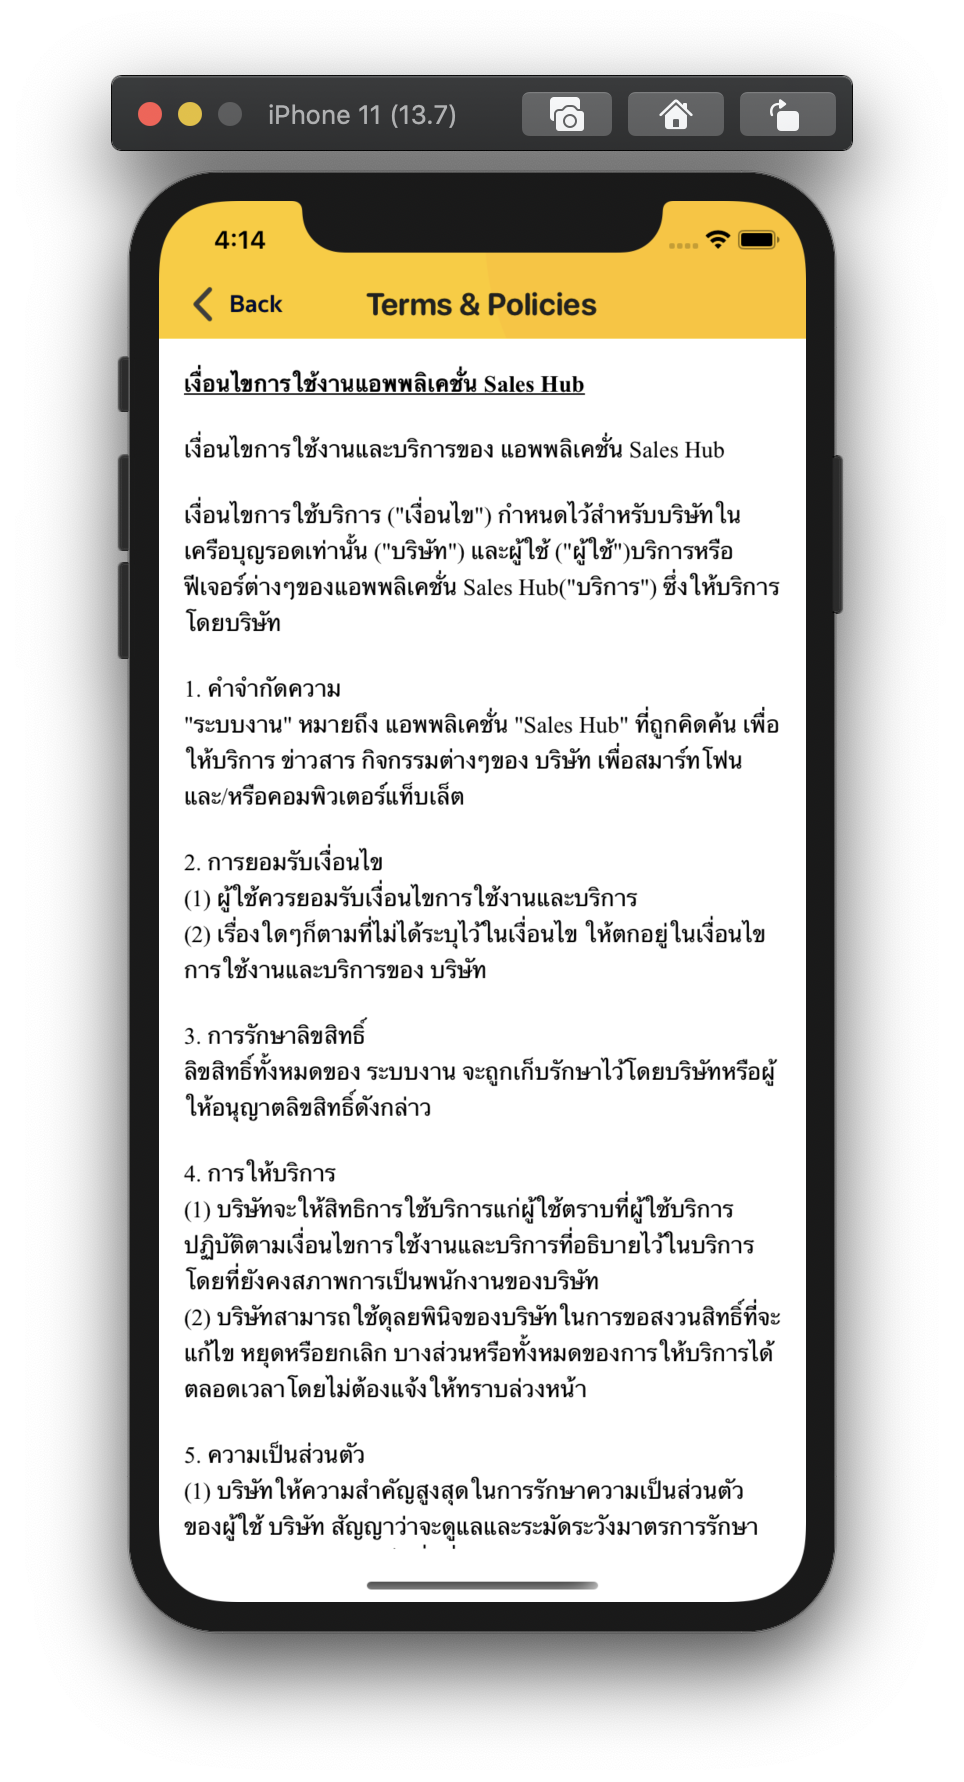 iPhone 11 (13.7)
4:14
Back
Terms & Policies
เงื่อนไขการใช้งานแอพพลิเคชั่น Sales Hub
เงื่อนไขการใช้งานและบริการของ แอพพลิเคชั่น Sales Hub
เงื่อนไขการใช้บริการ ("เงื่อนไข") กำหนดไว้สำหรับบริษัทใน
เครือบุญรอดเท่านั้น ("บริษัท") และผู้ใช้ ("ผู้ใช้")บริการหรือ
ฟีเจอร์ต่างๆของแอพพลิเคชั่น Sales Hub("บริการ") ซึ่งให้บริการ
โดยบริษัท
1. คำจำกัดความ
"ระบบงาน" หมายถึง แอพพลิเคชั่น "Sales Hub" ที่ถูกคิดค้น เพื่อ
ให้บริการ ข่าวสาร กิจกรรมต่างๆของ บริษัท เพื่อสมาร์ทโฟน
และ/หรือคอมพิวเตอร์แท็บเล็ต
2. การยอมรับเงื่อนไข
(1) ผู้ใช้ควรยอมรับเงื่อนไขการใช้งานและบริการ
(2) เรื่องใดๆก็ตามที่ไม่ได้ระบุไว้ในเงื่อนไข ให้ตกอยู่ในเงื่อนไข
การใช้งานและบริการของ บริษัท
3. การรักษาลิขสิทธิ์
ลิขสิทธิ์ทั้งหมดของ ระบบงาน จะถูกเก็บรักษาไว้โดยบริษัทหรือผู้
ให้อนุญาตลิขสิทธิ์ดังกล่าว
4. การให้บริการ
(1) บริษัทจะให้สิทธิการใช้บริการแก่ผู้ใช้ตราบที่ผู้ใช้บริการ
ปฏิบัติตามเงื่อนไขการใช้งานและบริการที่อธิบายไว้ในบริการ
โดยที่ยังคงสภาพการเป็นพนักงานของบริษัท
(2) บริษัทสามารถใช้ดุลยพินิจของบริษัทในการขอสงวนสิทธิ์ที่จะ
แก้ไข หยุดหรือยกเลิก บางส่วนหรือทั้งหมดของการให้บริการได้
ตลอดเวลาโดยไม่ต้องแจ้งให้ทราบล่วงหน้า
5. ความเป็นส่วนตัว
(1) บริษัทให้ความสำคัญสูงสุดในการรักษาความเป็นส่วนตัว
ของผู้ใช้ บริษัท สัญญาว่าจะดูแลและระมัดระวังมาตรการรักษา